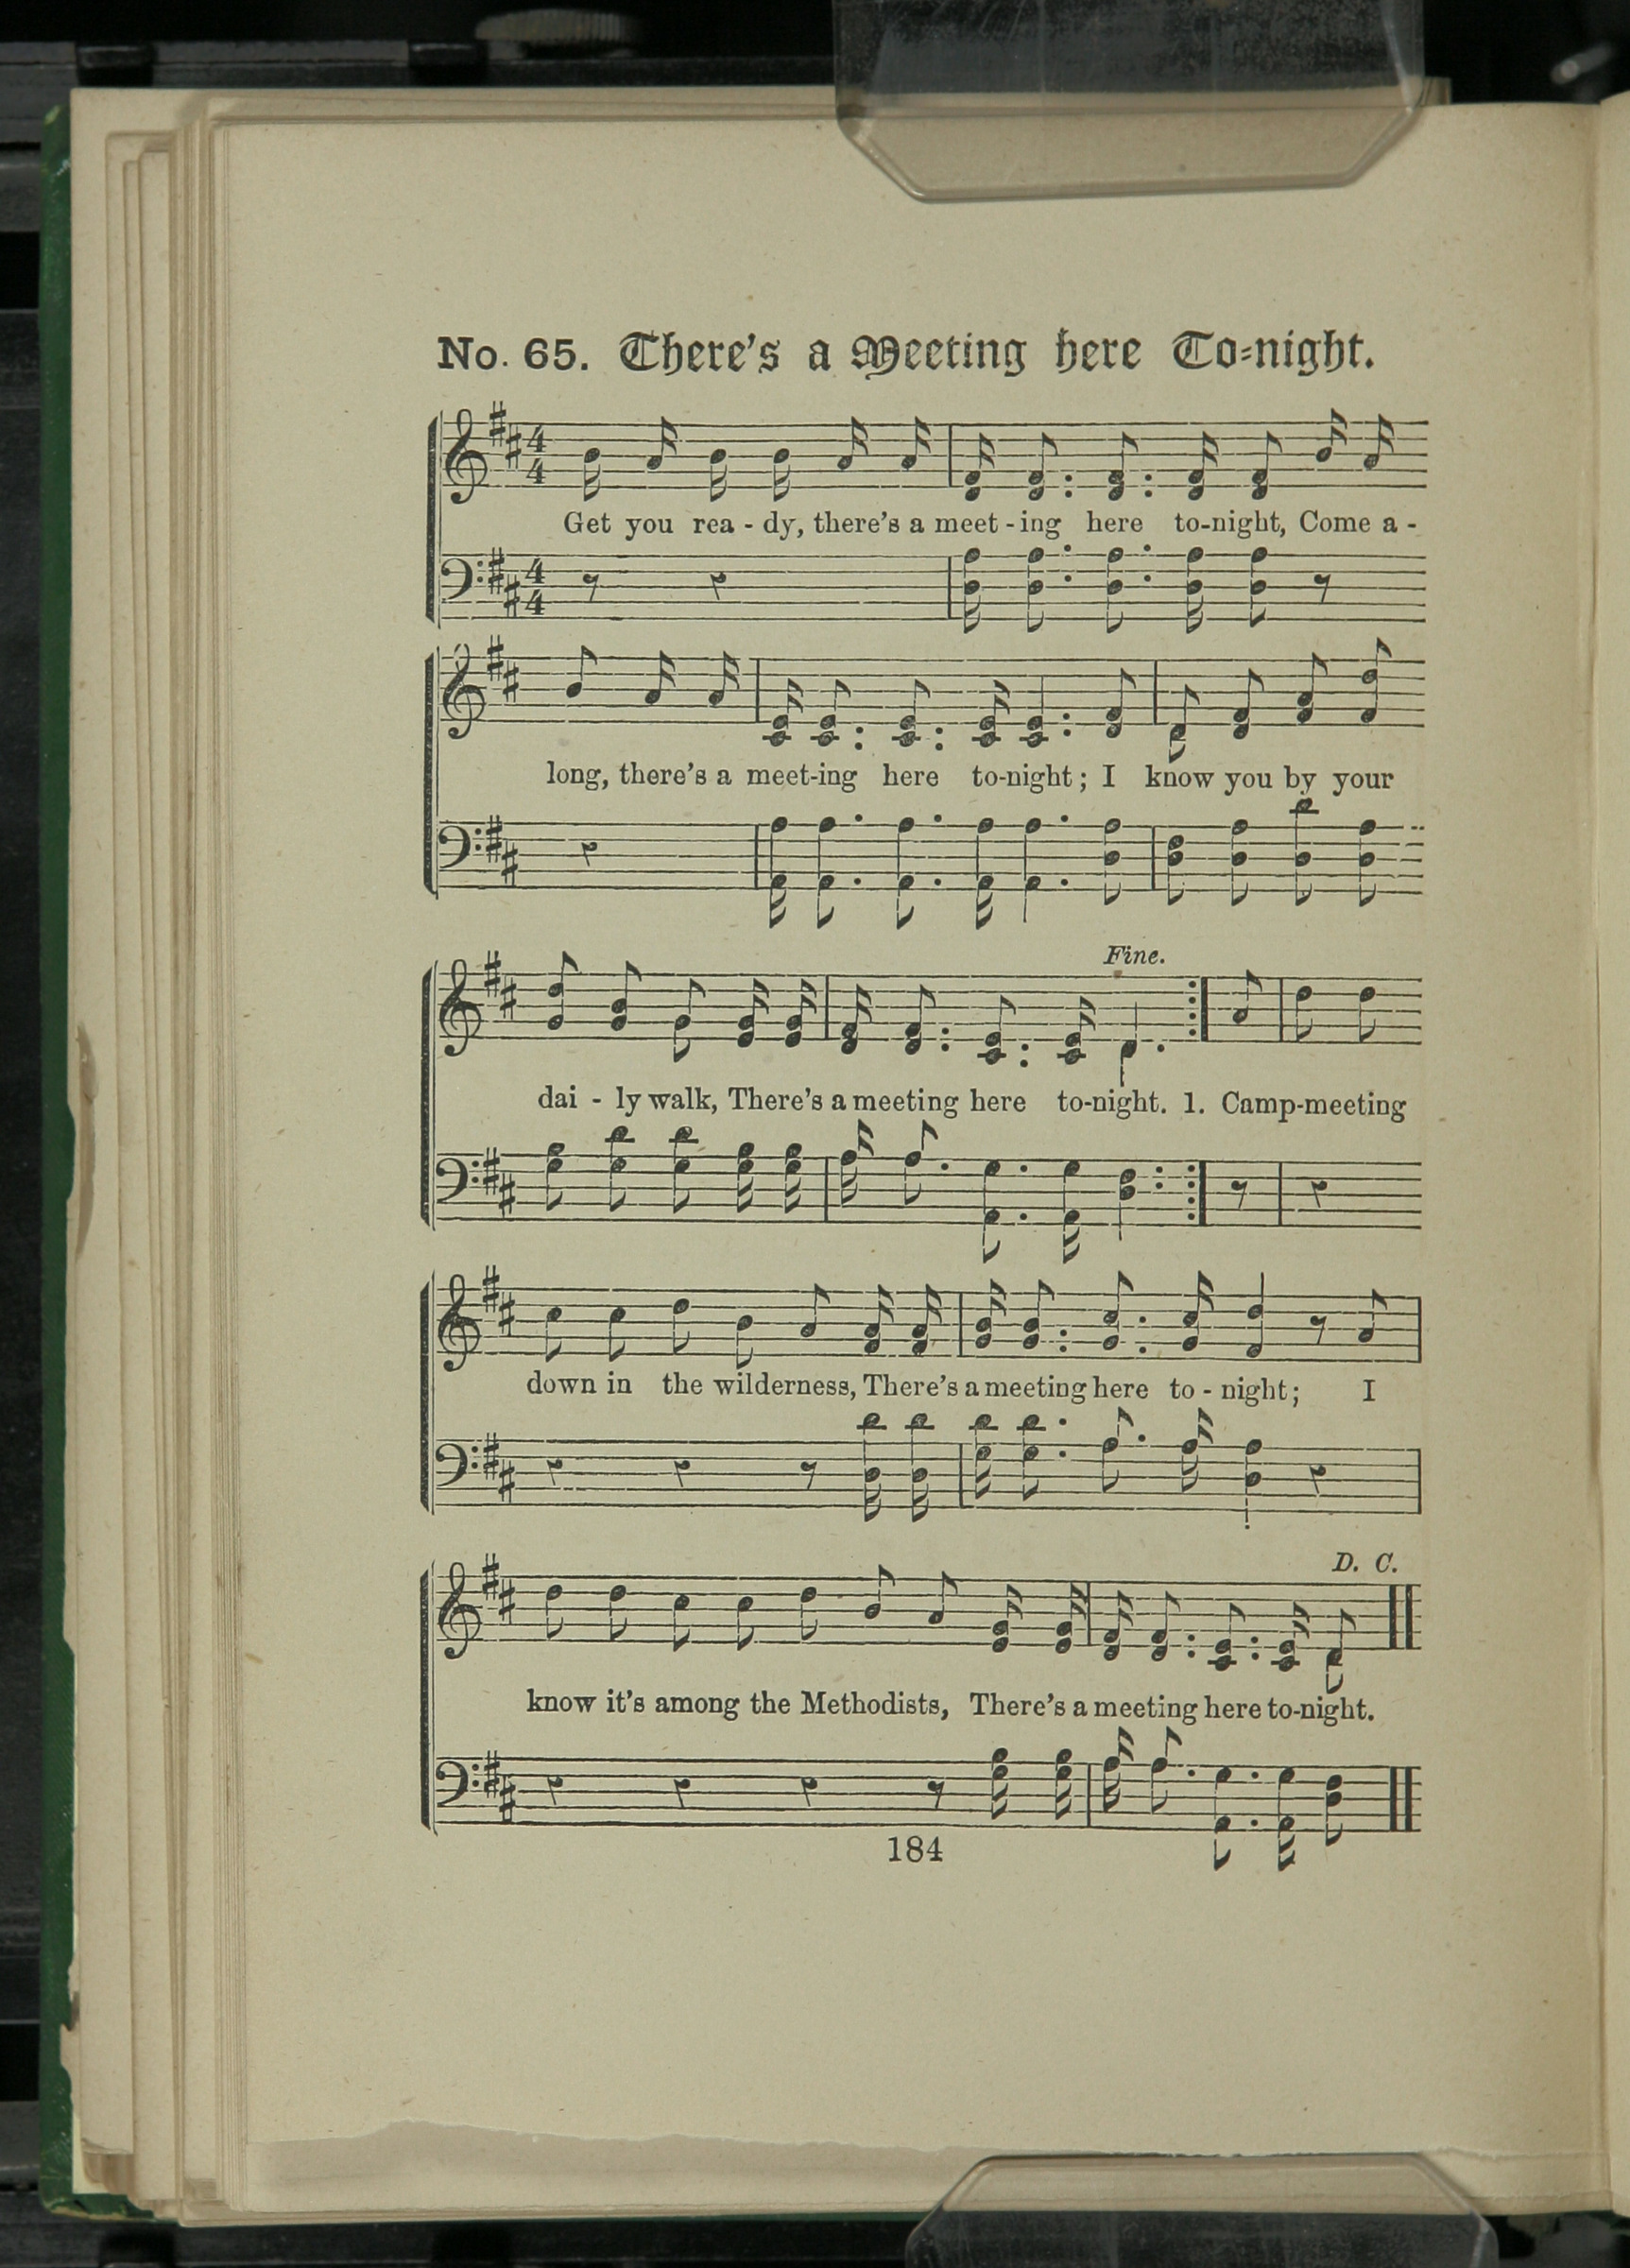 No. 65. There's a Meeting here To=night.
Get you rea - dy, there's a meet - ing here to-night, Come a -
long, there's a meet-ing here to-night; I know you by your
Fine.
dai - ly walk, There's a meeting here to-night. 1. Camp-meeting
down in the wilderness, There's a meeting here to - night; I
D. C.
know it's among the Methodists, There's a meeting here to-night.
184